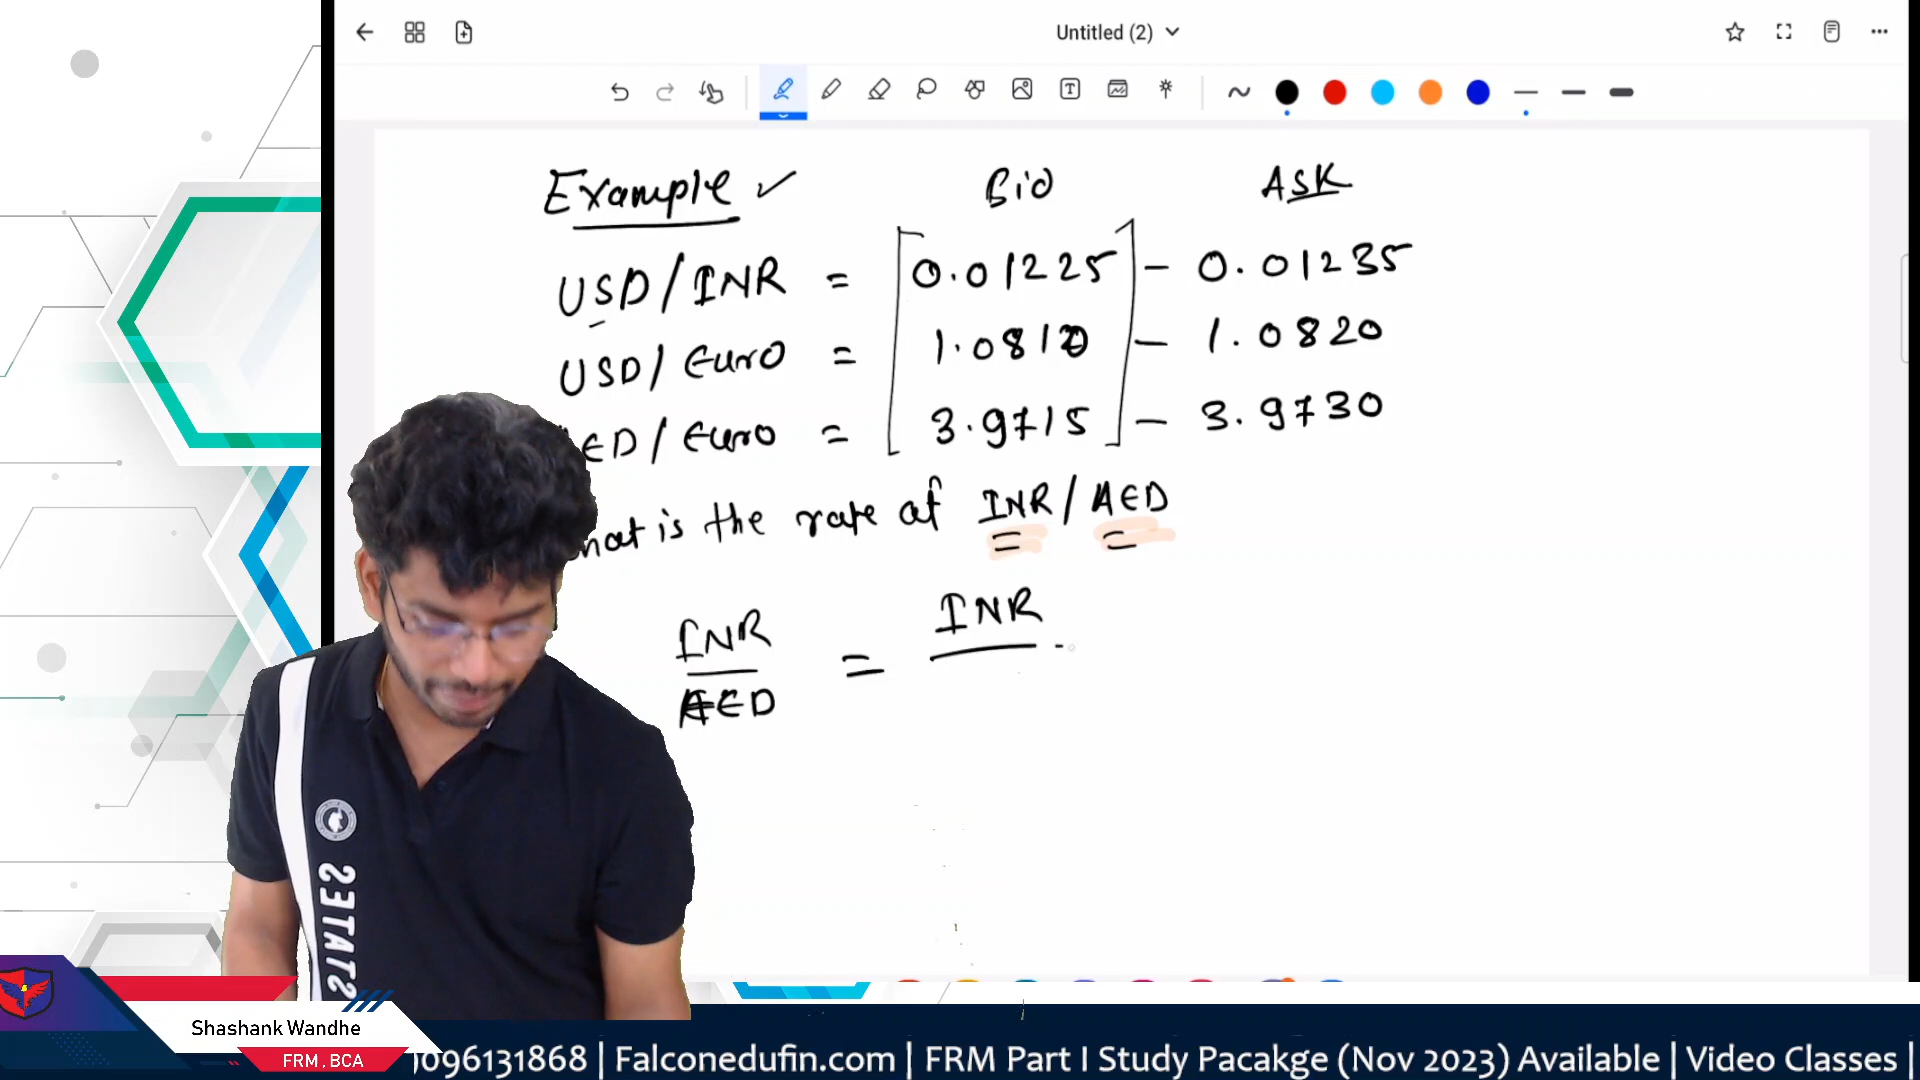 Untitled (2)
Example ✓ Bid ASK
USD/INR = 0.01225 - 0.01235
USD/Euro = 1.0810 - 1.0820
ED/Euro = 3.9715 - 3.9730
hat is the rate of INR/AED
INR = INR
AED
STATES
Shashank Wandhe
FRM, BCA
096131868 | Falconedufin.com | FRM Part I Study Pacakge (Nov 2023) Available | Video Classes |